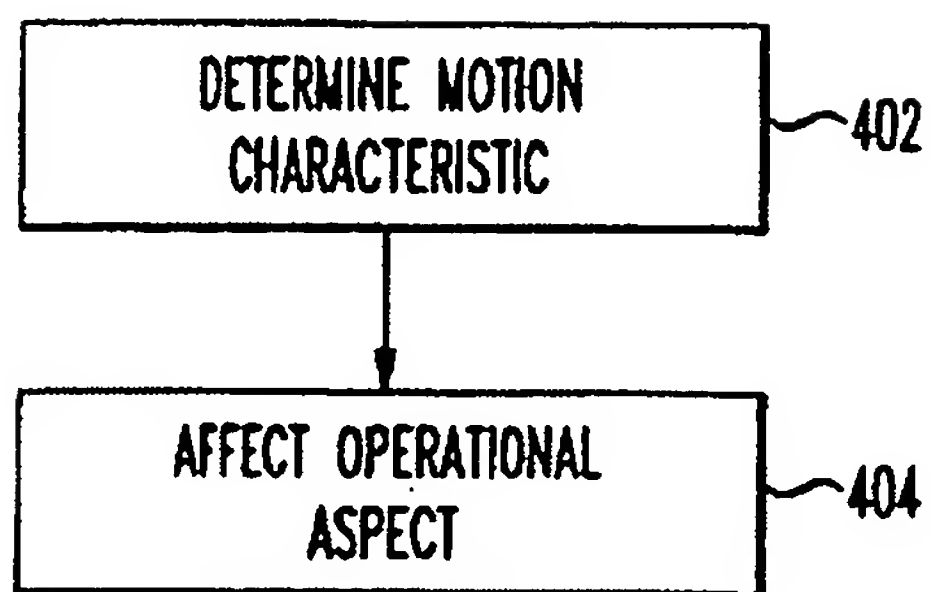 DETERMINE MOTION
CHARACTERISTIC
402
AFFECT OPERATIONAL
ASPECT
404